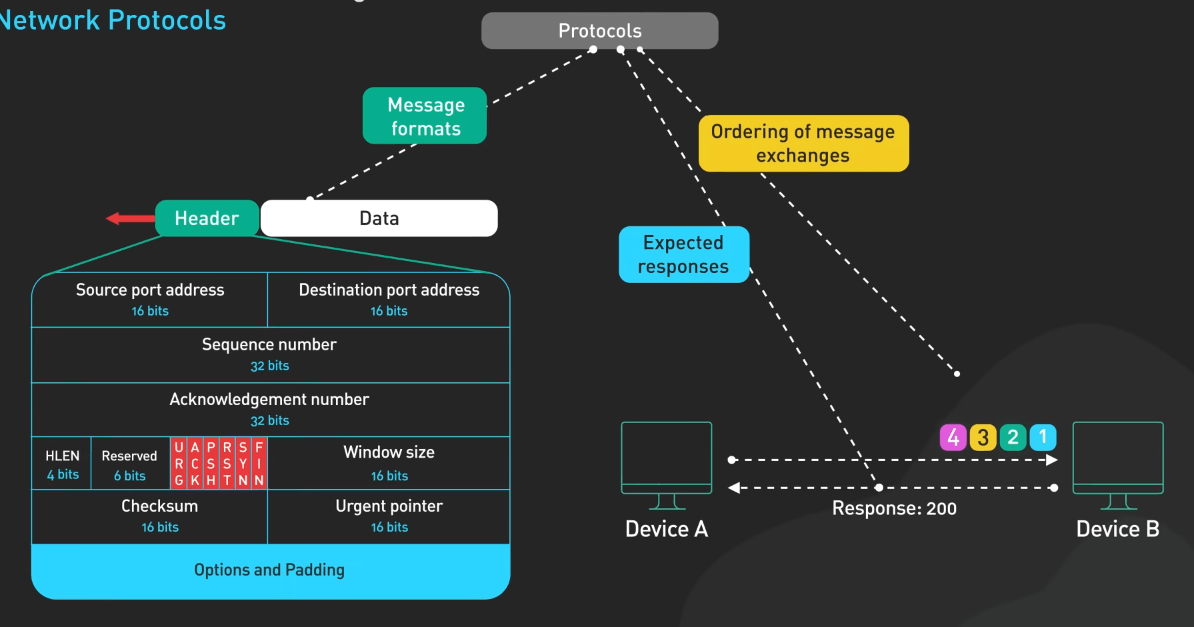 Network Protocols
Protocols
Message
formats
Ordering of message
exchanges
Header
Data
Expected
responses
Source port address
16 bits
Destination port address
16 bits
Sequence number
32 bits
Acknowledgement number
32 bits
HLEN
4 bits
Reserved
6 bits
URG
ACK
PSH
RST
SYN
FIN
Window size
16 bits
Checksum
16 bits
Urgent pointer
16 bits
Options and Padding
4 3 2 1
Response: 200
Device A
Device B